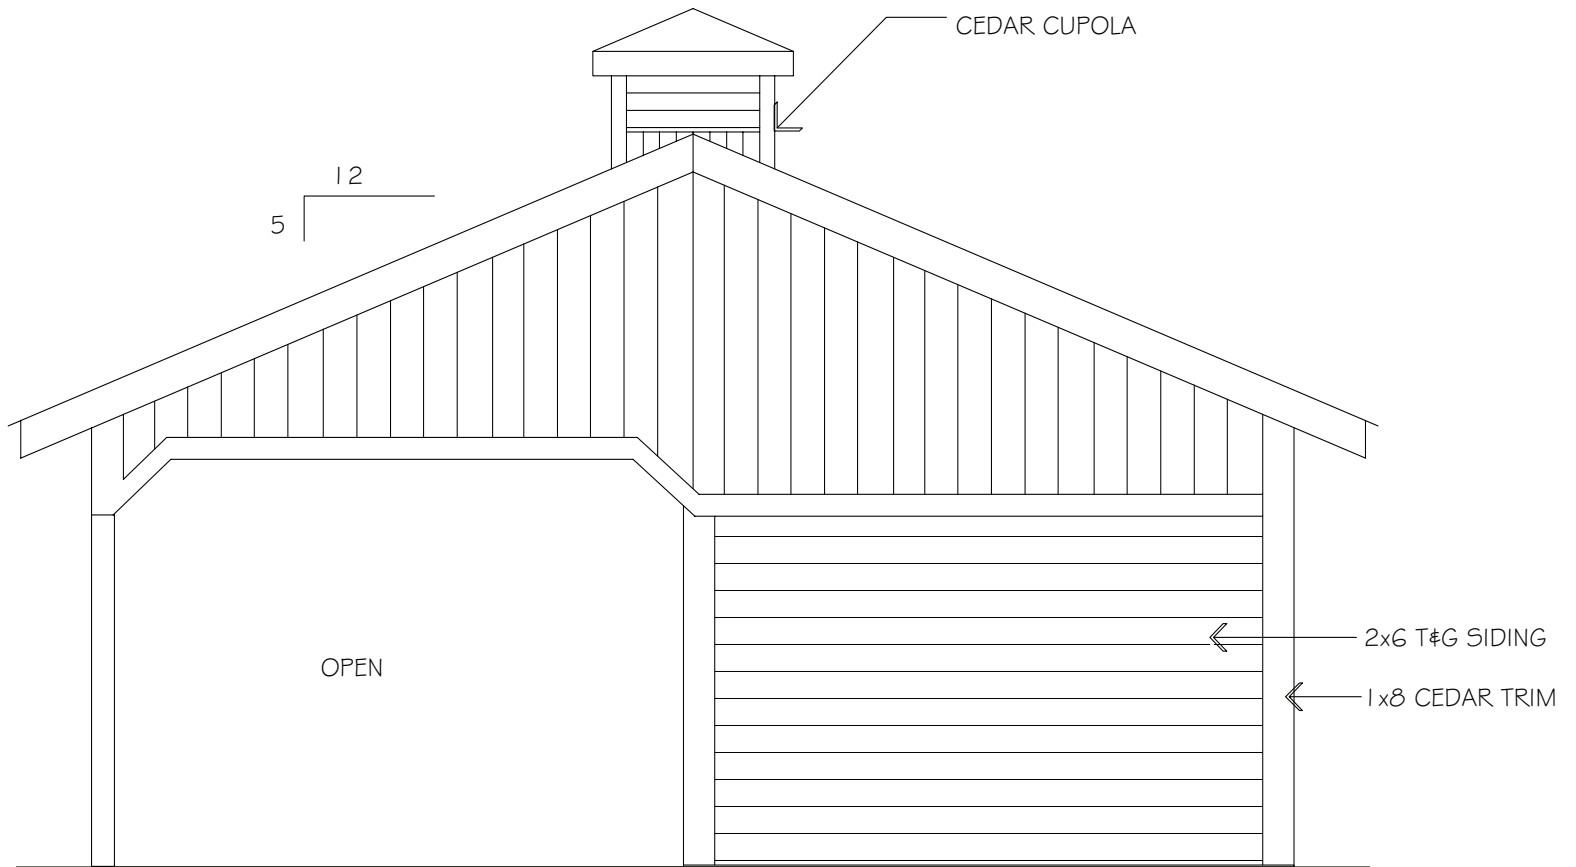 CEDAR CUPOLA
12
5
OPEN
2x6 T&G SIDING
1x8 CEDAR TRIM